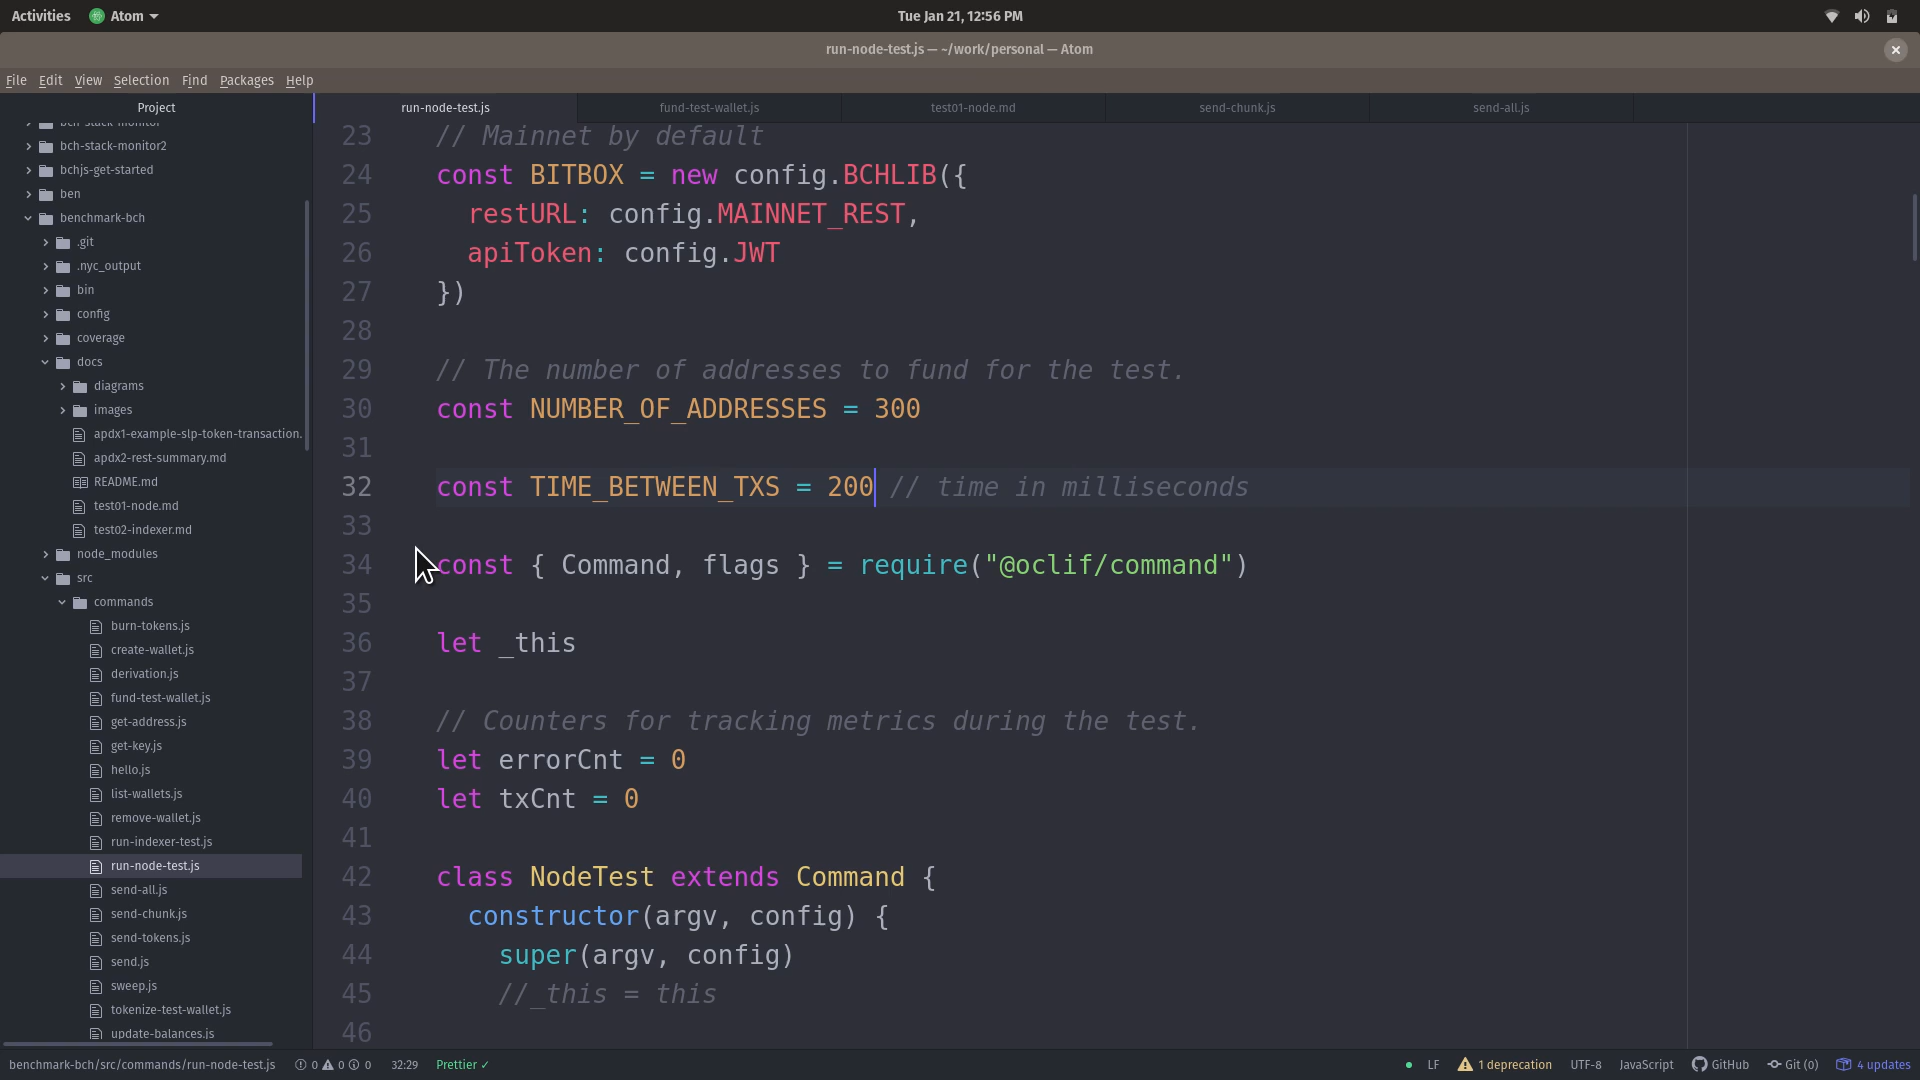 Activities
Atom
Tue Jan 21, 12:56 PM
run-node-test.js — ~/work/personal — Atom
File Edit View Selection Find Packages Help
Project
bch-stack-monitor
bch-stack-monitor2
bchjs-get-started
ben
benchmark-bch
.git
.nyc_output
bin
config
coverage
docs
diagrams
images
apdx1-example-slp-token-transaction.
apdx2-rest-summary.md
README.md
test01-node.md
test02-indexer.md
node_modules
src
commands
burn-tokens.js
create-wallet.js
derivation.js
fund-test-wallet.js
get-address.js
get-key.js
hello.js
list-wallets.js
remove-wallet.js
run-indexer-test.js
run-node-test.js
send-all.js
send-chunk.js
send-tokens.js
send.js
sweep.js
tokenize-test-wallet.js
update-balances.js
run-node-test.js fund-test-wallet.js test01-node.md send-chunk.js send-all.js
23 // Mainnet by default
24 const BITBOX = new config.BCHLIB({
25 restURL: config.MAINNET_REST,
26 apiToken: config.JWT
27 })
28
29 // The number of addresses to fund for the test.
30 const NUMBER_OF_ADDRESSES = 300
31
32 const TIME_BETWEEN_TXS = 200 // time in milliseconds
33
34 const { Command, flags } = require("@oclif/command")
35
36 let _this
37
38 // Counters for tracking metrics during the test.
39 let errorCnt = 0
40 let txCnt = 0
41
42 class NodeTest extends Command {
43 constructor(argv, config) {
44 super(argv, config)
45 //_this = this
46
benchmark-bch/src/commands/run-node-test.js 0 0 0 32:29 Prettier ✓ LF 1 deprecation UTF-8 JavaScript GitHub Git (0) 4 updates